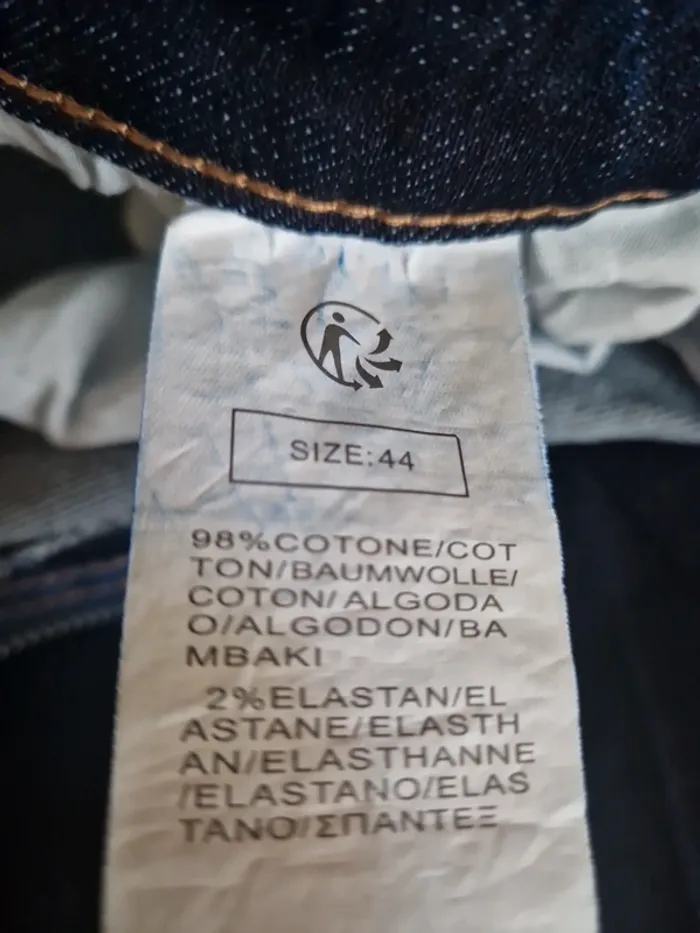 SIZE:44
98%COTONE/COT
TON/BAUMWOLLE/
COTON/ALGODA
O/ALGODON/BA
MBAKI
2%ELASTAN/EL
ASTANE/ELASTH
AN/ELASTHANNE
/ELASTANO/ELAS
TANO/ΣΠΑΝΤΕΞ